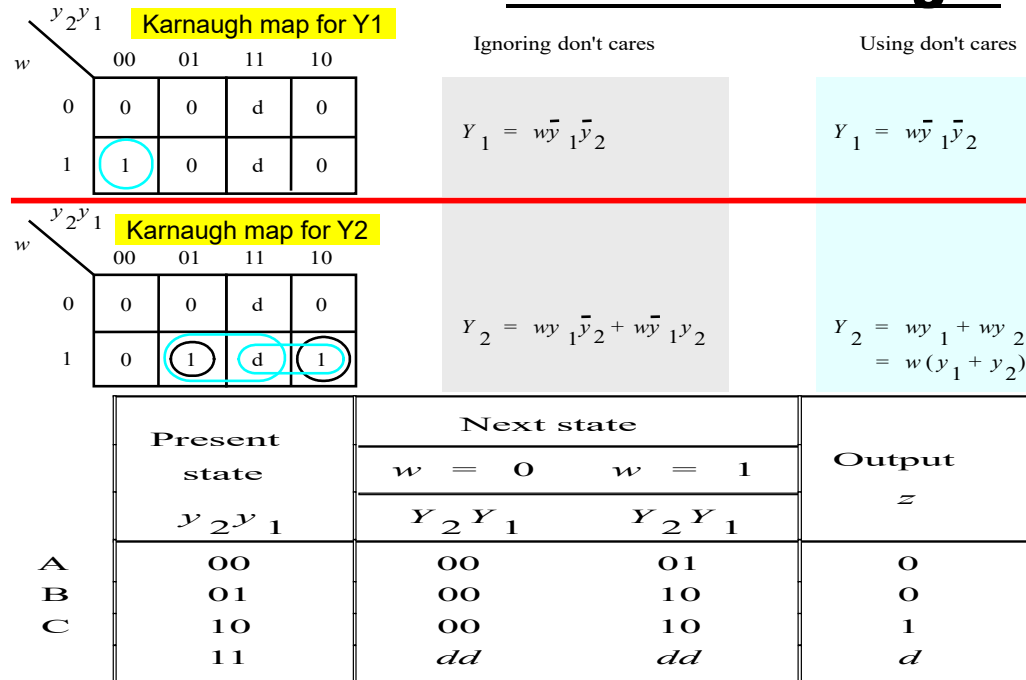 y2y1 Karnaugh map for Y1
Ignoring don't cares
Using don't cares
w 00 01 11 10
0 0 0 d 0
1 1 0 d 0
Y1 = wȳ1ȳ2
Y1 = wȳ1ȳ2
y2y1 Karnaugh map for Y2
w 00 01 11 10
0 0 0 d 0
1 0 1 d 1
Y2 = wy1ȳ2 + wȳ1y2
Y2 = wy1 + wy2
= w(y1 + y2)
Present state y2y1
Next state
w = 0 w = 1
Y2Y1 Y2Y1
Output z
A 00 00 01 0
B 01 00 10 0
C 10 00 10 1
11 dd dd d